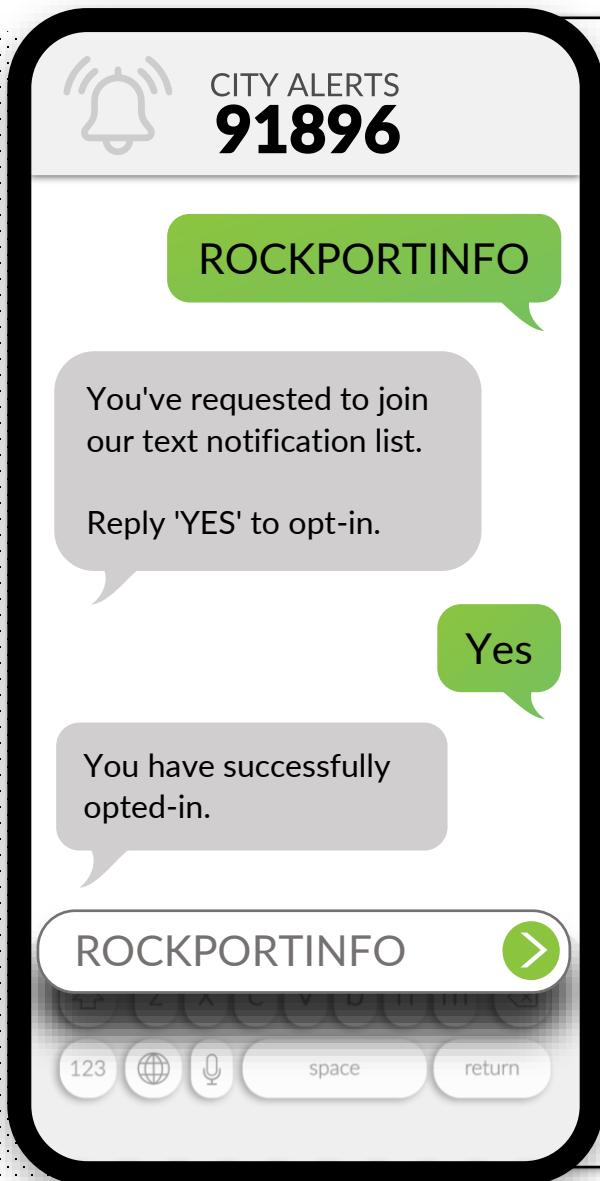 CITY ALERTS
91896
ROCKPORTINFO
You've requested to join
our text notification list.
Reply 'YES' to opt-in.
Yes
You have successfully
opted-in.
ROCKPORTINFO
Z X C V b n m
123 space return